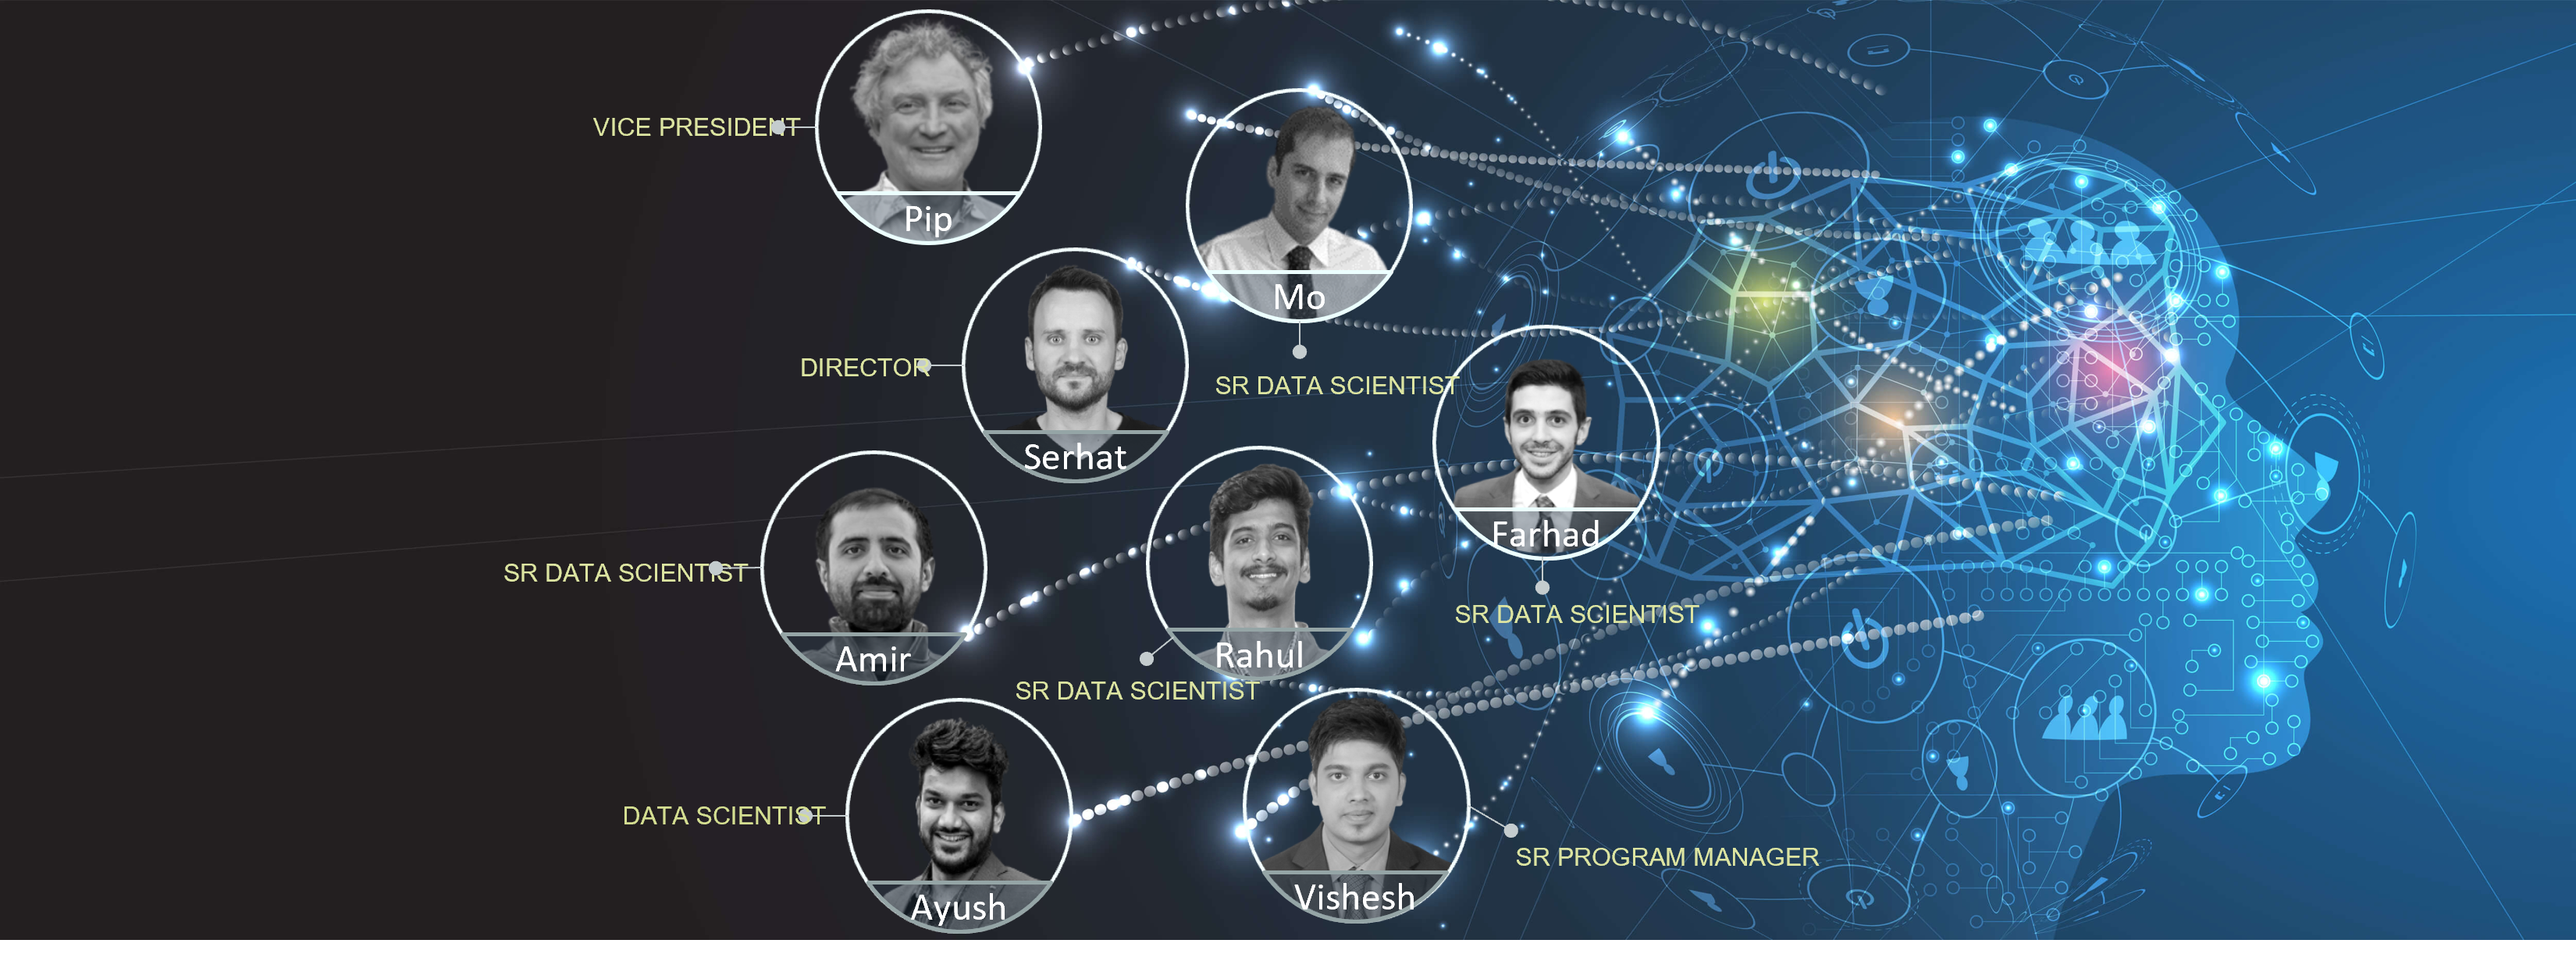 VICE PRESIDENT
Pip
Mo
SR DATA SCIENTIST
DIRECTOR
Serhat
Farhad
SR DATA SCIENTIST
SR DATA SCIENTIST
Amir
Rahul
SR DATA SCIENTIST
DATA SCIENTIST
Ayush
Vishesh
SR PROGRAM MANAGER